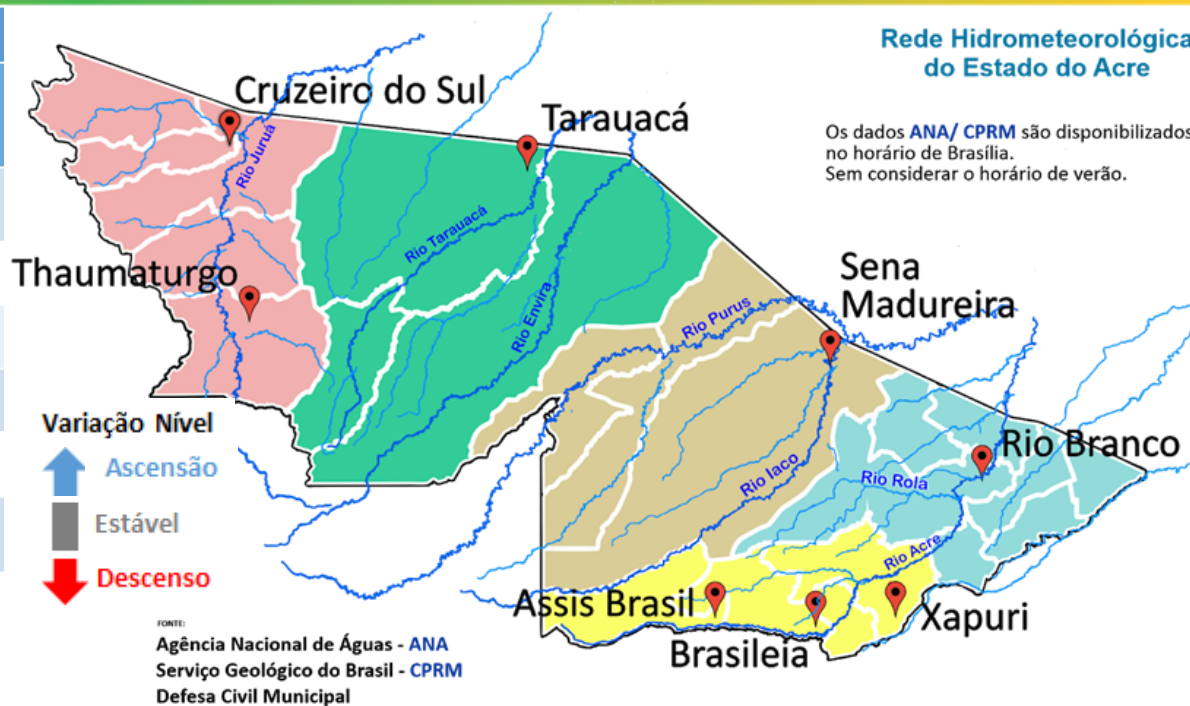 Rede Hidrometeorológica
do Estado do Acre
Os dados ANA/ CPRM são disponibilizados
no horário de Brasília.
Sem considerar o horário de verão.
Cruzeiro do Sul
Tarauacá
Rio Juruá
Rio Tarauacá
Thaumaturgo
Rio Envira
Sena
Madureira
Rio Purus
Variação Nível
Ascensão
Estável
Descenso
Rio Branco
Rio Iaco
Rio Rola
Rio Acre
Assis Brasil
Xapuri
Brasileia
FONTE:
Agência Nacional de Águas - ANA
Serviço Geológico do Brasil - CPRM
Defesa Civil Municipal